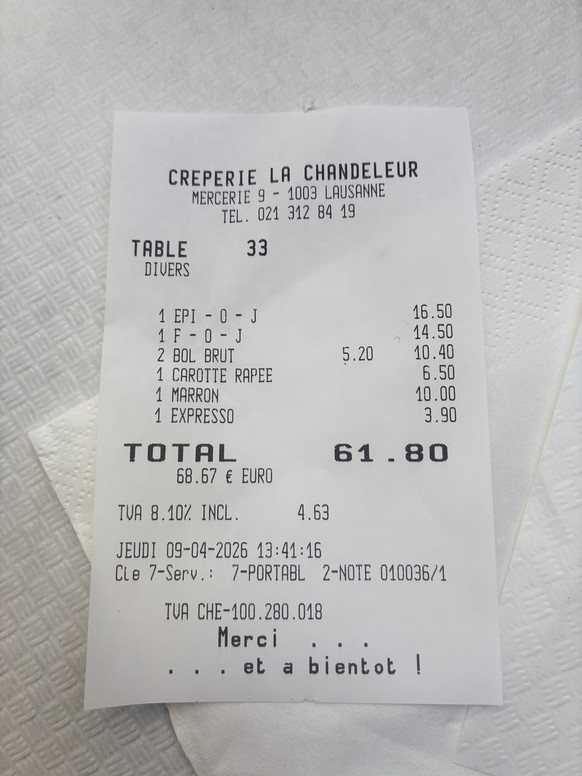 CREPERIE LA CHANDELEUR
MERCERIE 9 - 1003 LAUSANNE
TEL. 021 312 84 19
TABLE 33
DIVERS
1 EPI - O - J 16.50
1 F - O - J 14.50
2 BOL BRUT 5.20 10.40
1 CAROTTE RAPEE 6.50
1 MARRON 10.00
1 EXPRESSO 3.90
TOTAL 61.80
68.67 € EURO
TVA 8.10% INCL. 4.63
JEUDI 09-04-2026 13:41:16
Cle 7-Serv.: 7-PORTABL 2-NOTE 010036/1
TVA CHE-100.280.018
Merci . . .
. . . et a bientot !